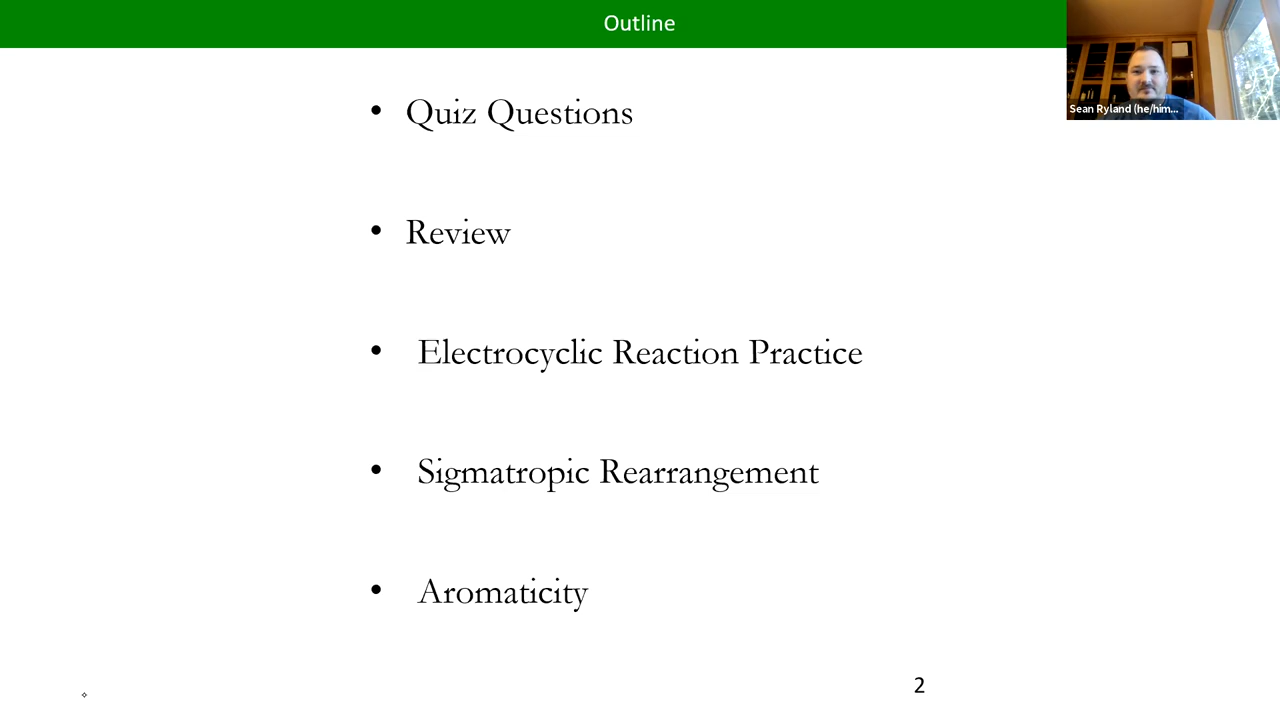 Outline
Sean Ryland (he/him...
• Quiz Questions
• Review
• Electrocyclic Reaction Practice
• Sigmatropic Rearrangement
• Aromaticity
2